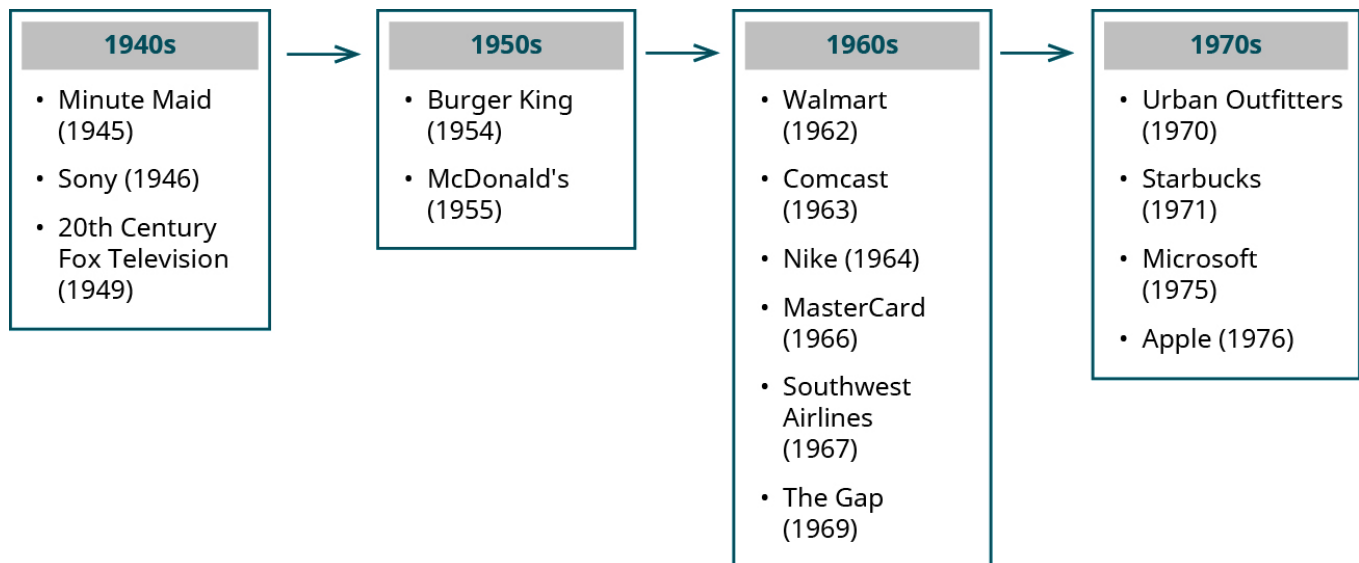 1940s
• Minute Maid
(1945)
• Sony (1946)
• 20th Century
Fox Television
(1949)
1950s
• Burger King
(1954)
• McDonald's
(1955)
1960s
• Walmart
(1962)
• Comcast
(1963)
• Nike (1964)
• MasterCard
(1966)
• Southwest
Airlines
(1967)
• The Gap
(1969)
1970s
• Urban Outfitters
(1970)
• Starbucks
(1971)
• Microsoft
(1975)
• Apple (1976)